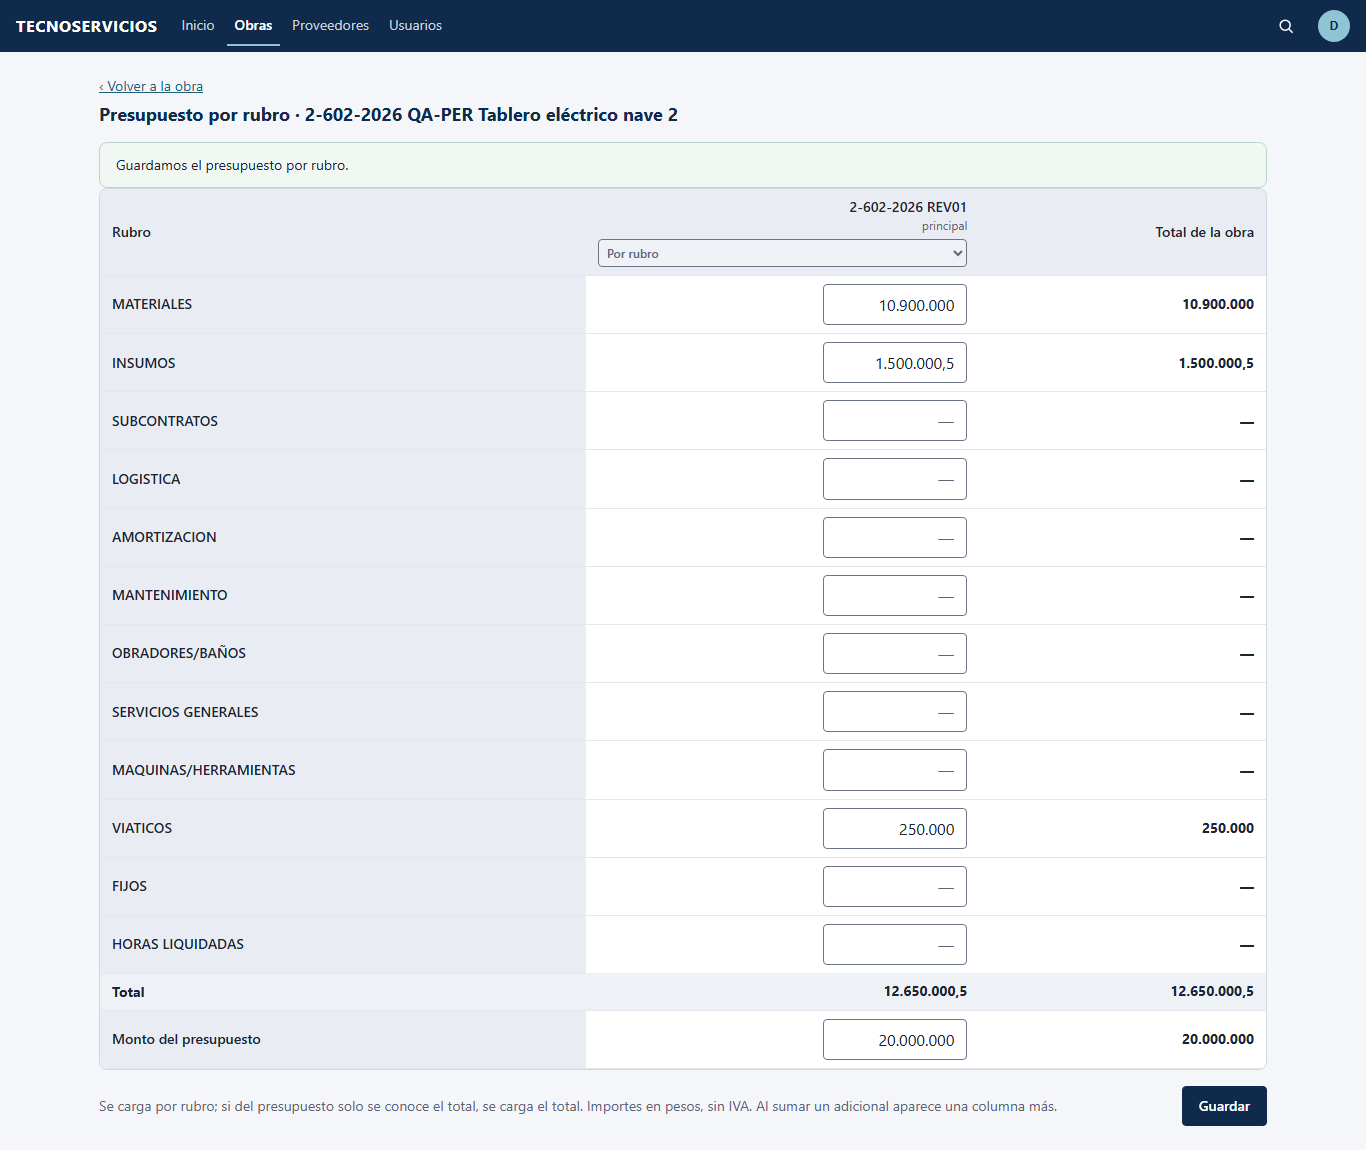 TECNOSERVICIOS Inicio Obras Proveedores Usuarios D
‹ Volver a la obra
Presupuesto por rubro · 2-602-2026 QA-PER Tablero eléctrico nave 2
Guardamos el presupuesto por rubro.
Rubro 2-602-2026 REV01 principal Por rubro Total de la obra
MATERIALES 10.900.000 10.900.000
INSUMOS 1.500.000,5 1.500.000,5
SUBCONTRATOS — —
LOGISTICA — —
AMORTIZACION — —
MANTENIMIENTO — —
OBRADORES/BAÑOS — —
SERVICIOS GENERALES — —
MAQUINAS/HERRAMIENTAS — —
VIATICOS 250.000 250.000
FIJOS — —
HORAS LIQUIDADAS — —
Total 12.650.000,5 12.650.000,5
Monto del presupuesto 20.000.000 20.000.000
Se carga por rubro; si del presupuesto solo se conoce el total, se carga el total. Importes en pesos, sin IVA. Al sumar un adicional aparece una columna más. Guardar